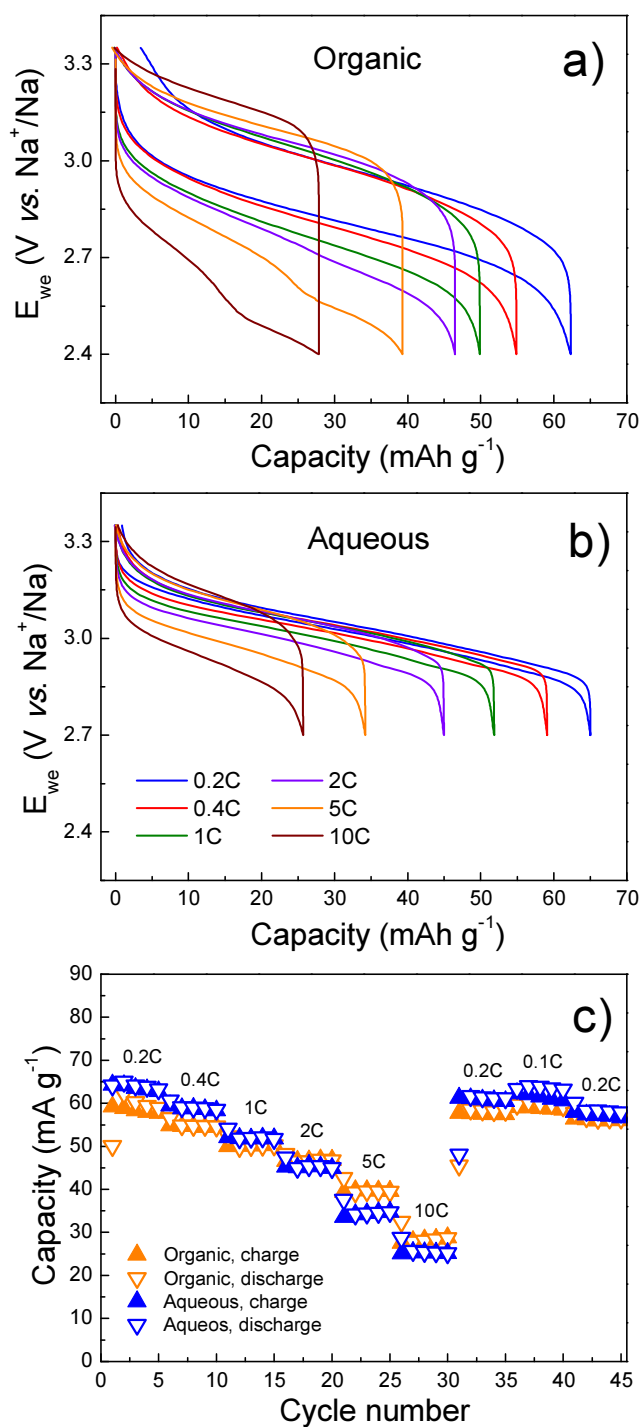 Organic
a)
3.3
3.0
2.7
2.4
E_we (V vs. Na⁺/Na)
0 10 20 30 40 50 60 70
Capacity (mAh g⁻¹)
Aqueous
b)
3.3
3.0
2.7
2.4
E_we (V vs. Na⁺/Na)
0.2C 2C
0.4C 5C
1C 10C
0 10 20 30 40 50 60 70
Capacity (mAh g⁻¹)
c)
90
80
70
60
50
40
30
20
10
0
Capacity (mA g⁻¹)
0.2C
0.4C
1C
2C
5C
10C
0.2C
0.1C
0.2C
Organic, charge
Organic, discharge
Aqueous, charge
Aqueos, discharge
0 5 10 15 20 25 30 35 40 45
Cycle number